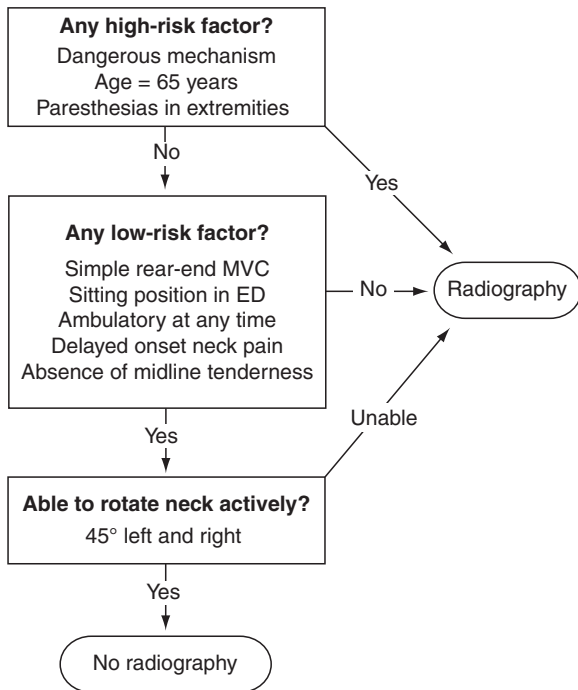 Any high-risk factor?
Dangerous mechanism
Age = 65 years
Paresthesias in extremities
No
Yes
Any low-risk factor?
Simple rear-end MVC
Sitting position in ED
Ambulatory at any time
Delayed onset neck pain
Absence of midline tenderness
No
Radiography
Yes
Unable
Able to rotate neck actively?
45° left and right
Yes
No radiography